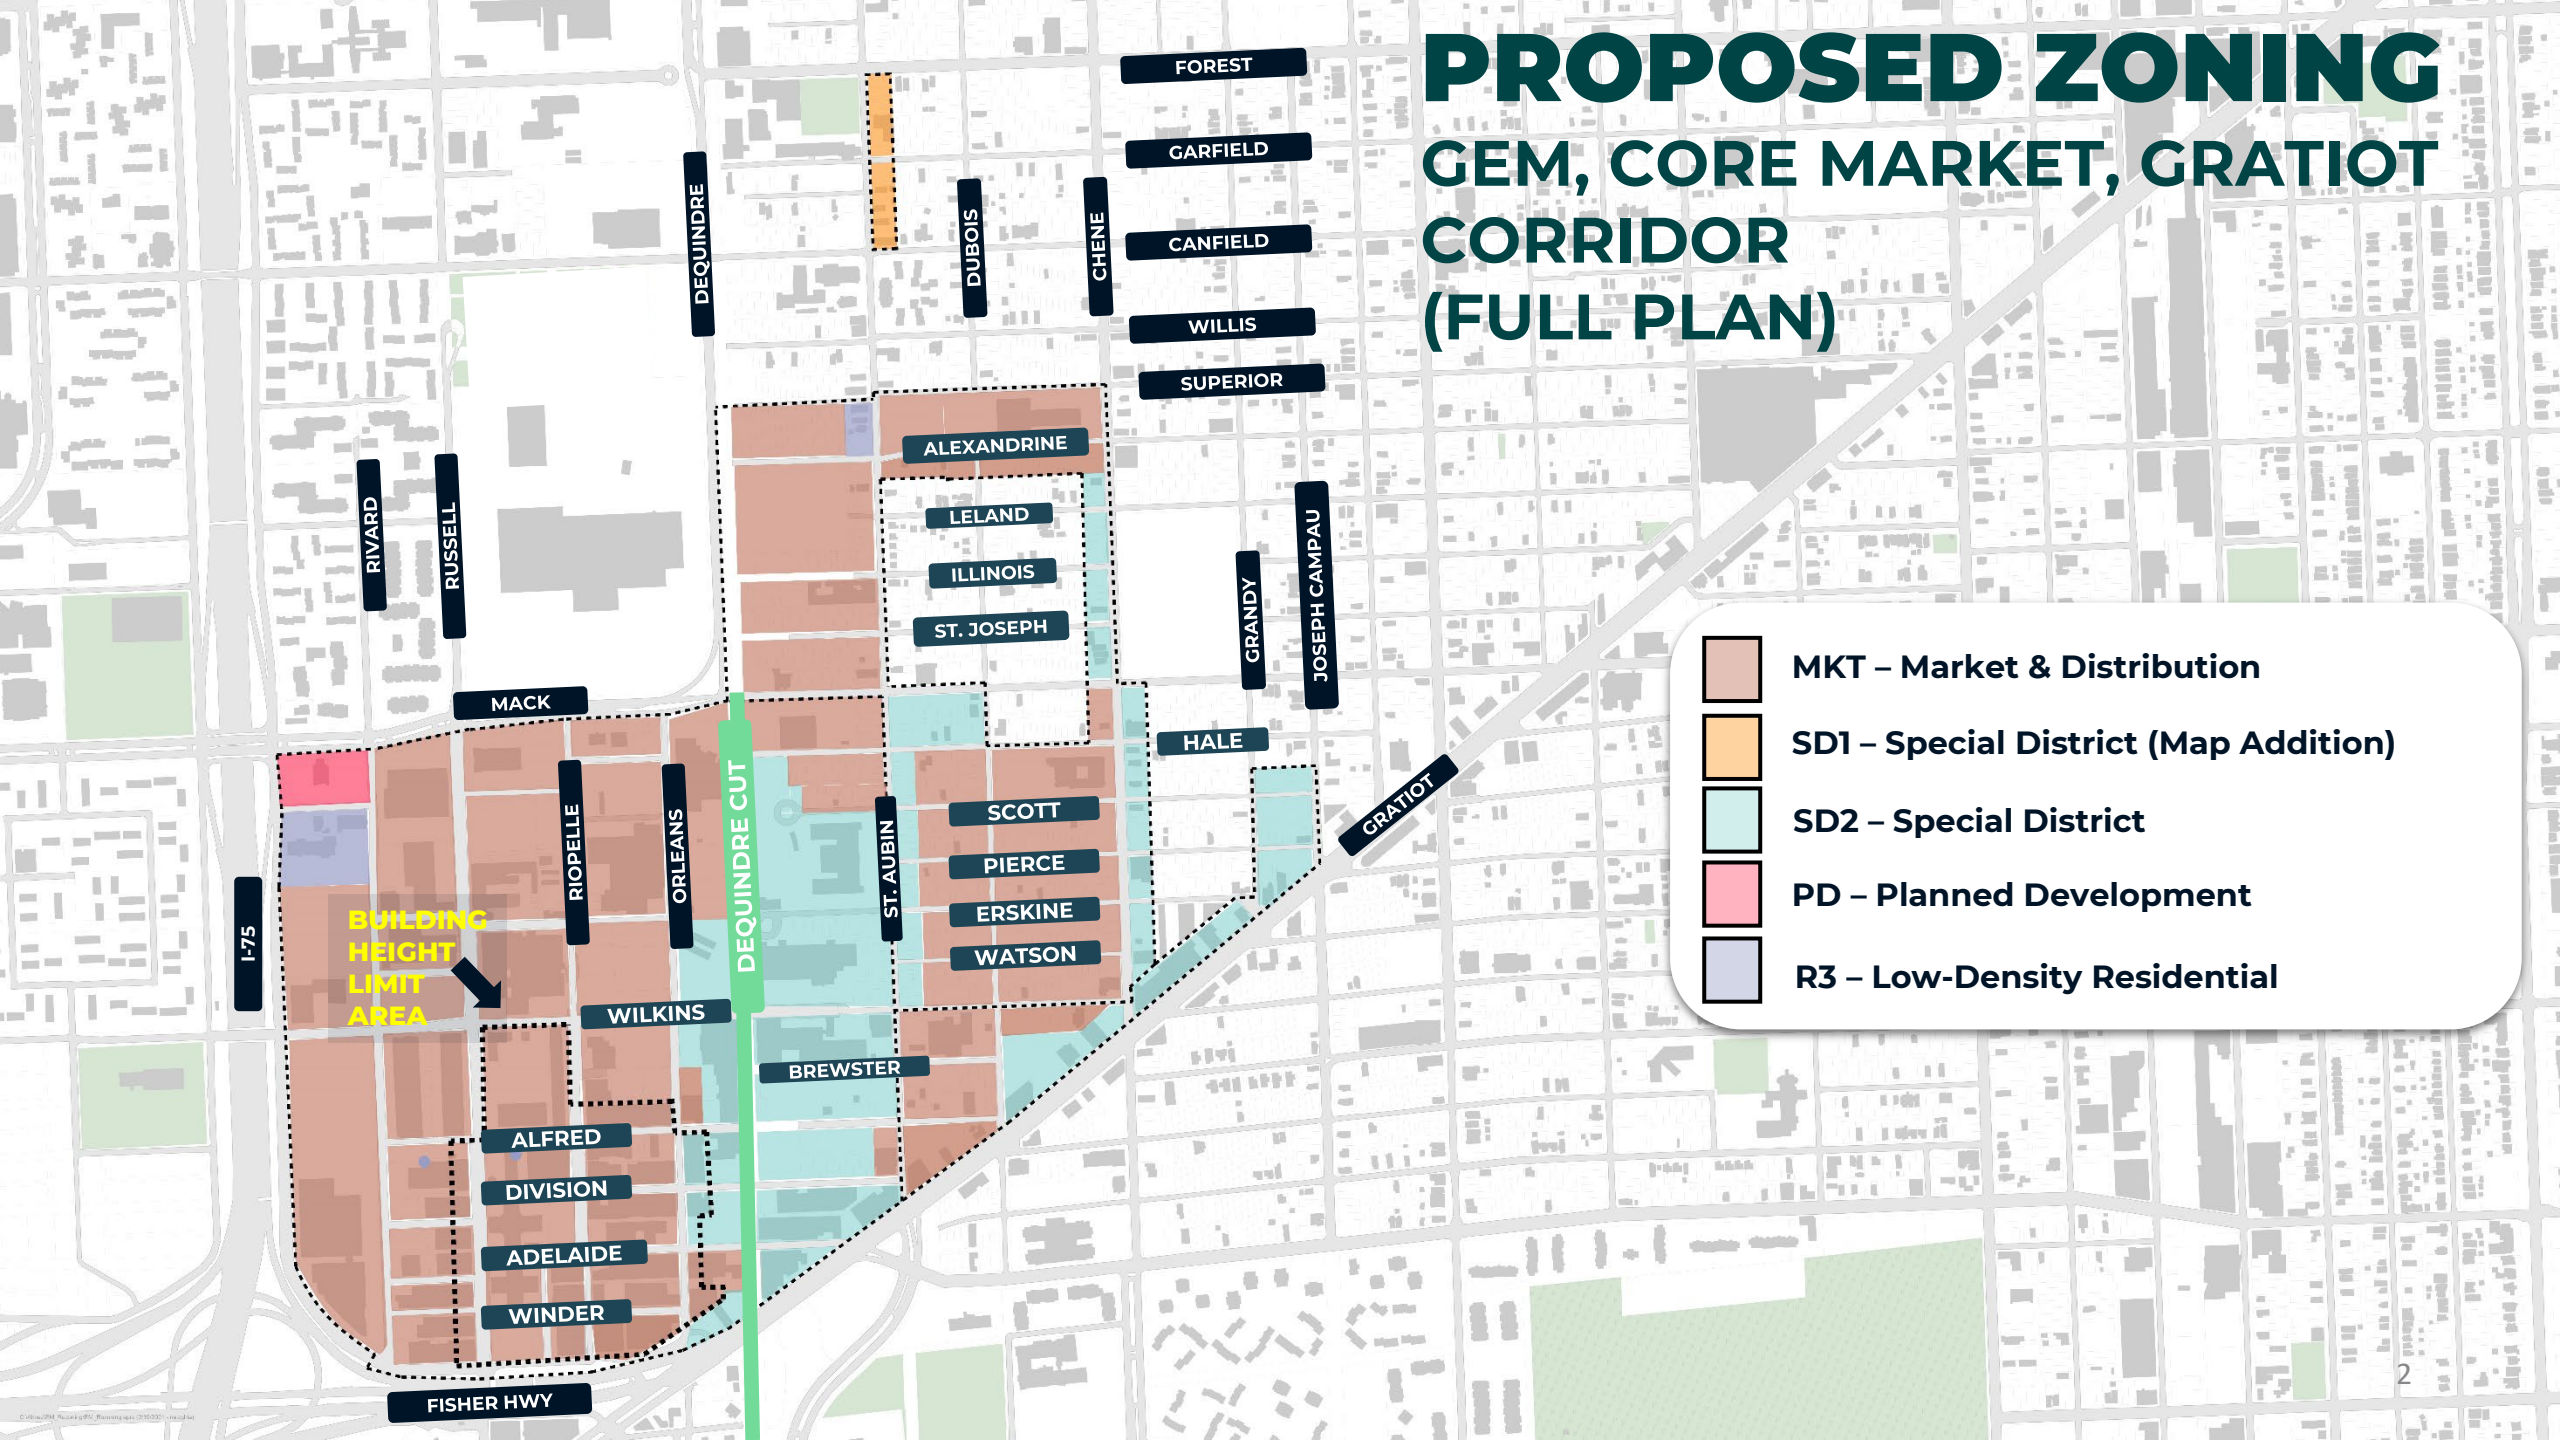 PROPOSED ZONING
GEM, CORE MARKET, GRATIOT
CORRIDOR
(FULL PLAN)
FOREST
GARFIELD
CANFIELD
WILLIS
SUPERIOR
DEQUINDRE
DUBOIS
CHENE
ALEXANDRINE
LELAND
ILLINOIS
ST. JOSEPH
RIVARD
RUSSELL
GRANDY
JOSEPH CAMPAU
MACK
HALE
GRATIOT
RIOPELLE
ORLEANS
DEQUINDRE CUT
ST. AUBIN
SCOTT
PIERCE
ERSKINE
WATSON
I-75
BUILDING
HEIGHT
LIMIT
AREA
WILKINS
BREWSTER
ALFRED
DIVISION
ADELAIDE
WINDER
FISHER HWY
MKT – Market & Distribution
SD1 – Special District (Map Addition)
SD2 – Special District
PD – Planned Development
R3 – Low-Density Residential
2